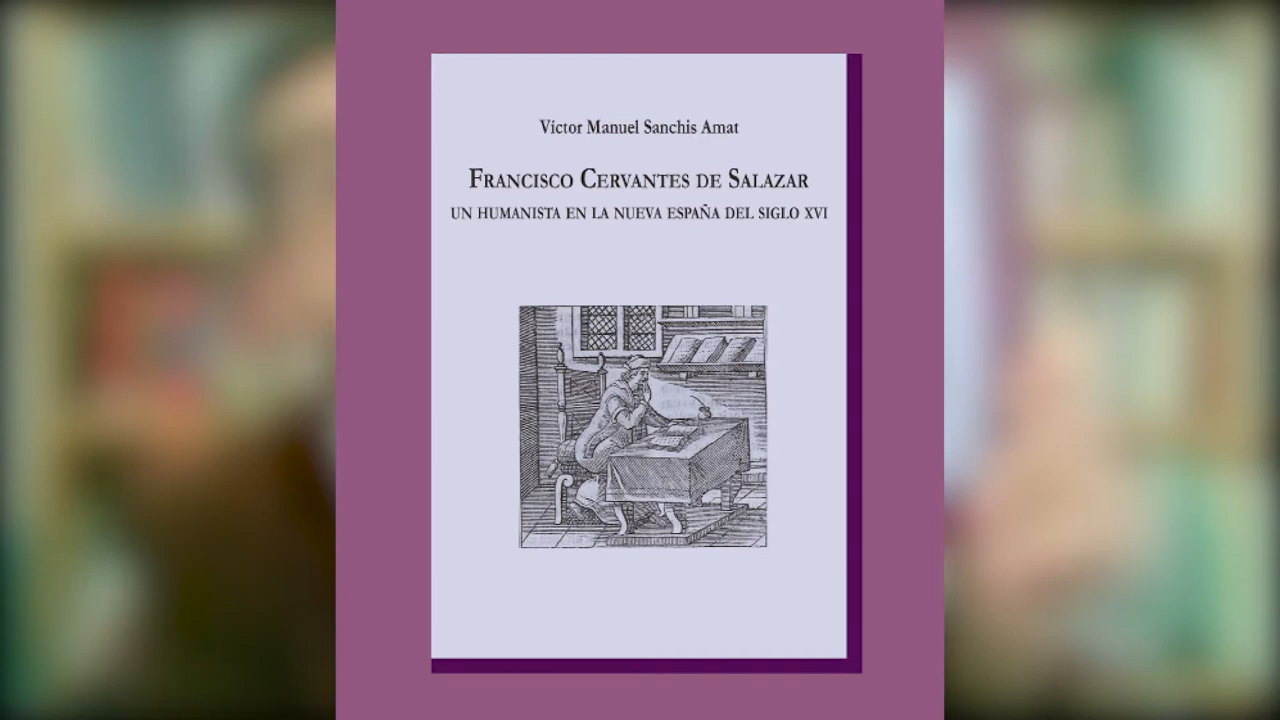 Víctor Manuel Sanchis Amat
Francisco Cervantes de Salazar
un humanista en la nueva españa del siglo xvi